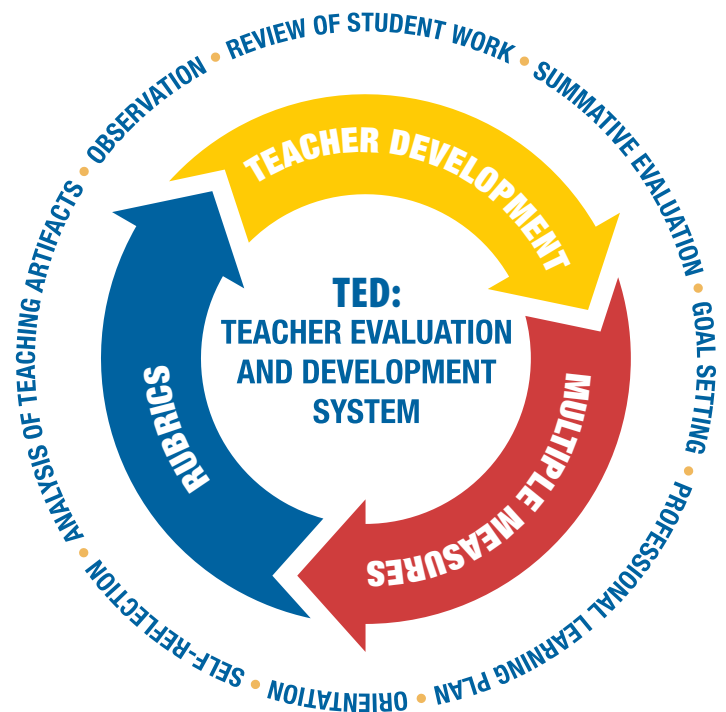 REVIEW OF STUDENT WORK • SUMMATIVE EVALUATION • GOAL SETTING • PROFESSIONAL LEARNING PLAN • ORIENTATION • SELF-REFLECTION • ANALYSIS OF TEACHING ARTIFACTS • OBSERVATION •
TEACHER DEVELOPMENT
MULTIPLE MEASURES
RUBRICS
TED:
TEACHER EVALUATION
AND DEVELOPMENT
SYSTEM